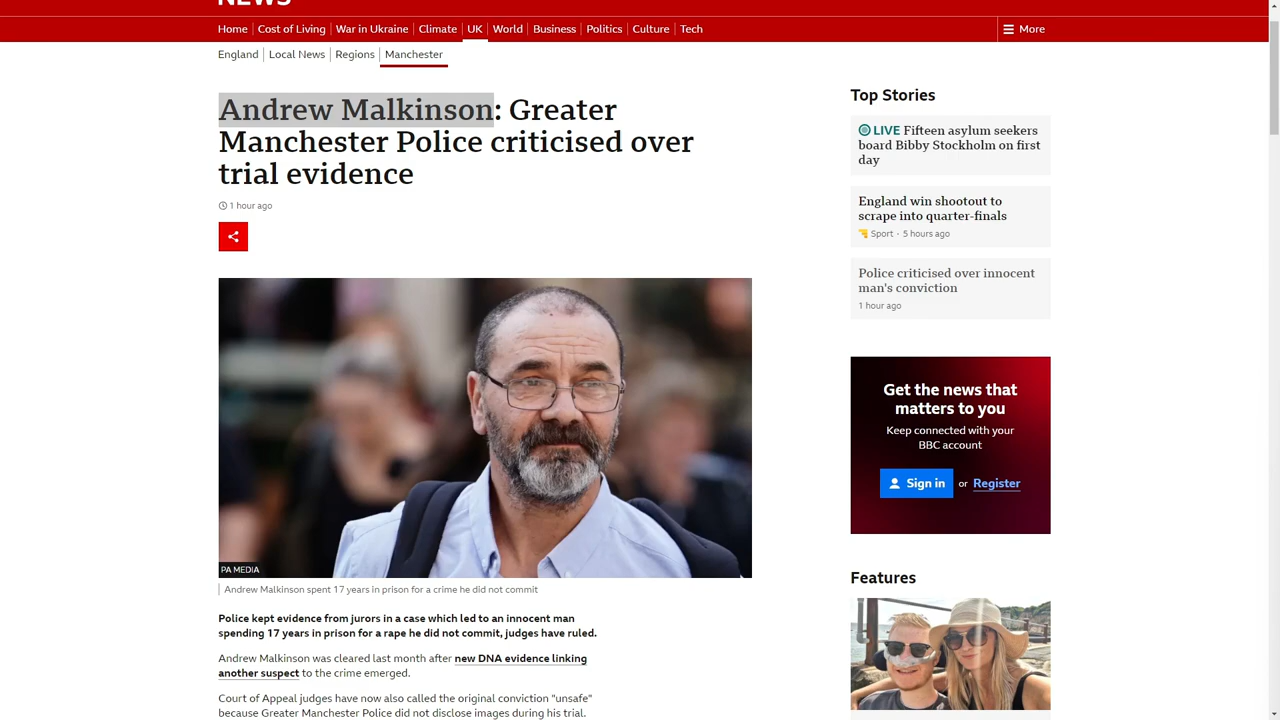 NEWS
Home
Cost of Living
War in Ukraine
Climate
UK
World
Business
Politics
Culture
Tech
More
England
Local News
Regions
Manchester
Andrew Malkinson: Greater
Manchester Police criticised over
trial evidence
1 hour ago
PA MEDIA
Andrew Malkinson spent 17 years in prison for a crime he did not commit
Police kept evidence from jurors in a case which led to an innocent man
spending 17 years in prison for a rape he did not commit, judges have ruled.
Andrew Malkinson was cleared last month after new DNA evidence linking
another suspect to the crime emerged.
Court of Appeal judges have now also called the original conviction "unsafe"
because Greater Manchester Police did not disclose images during his trial.
Top Stories
LIVE Fifteen asylum seekers
board Bibby Stockholm on first
day
England win shootout to
scrape into quarter-finals
Sport · 5 hours ago
Police criticised over innocent
man's conviction
1 hour ago
Get the news that
matters to you
Keep connected with your
BBC account
Sign in or Register
Features